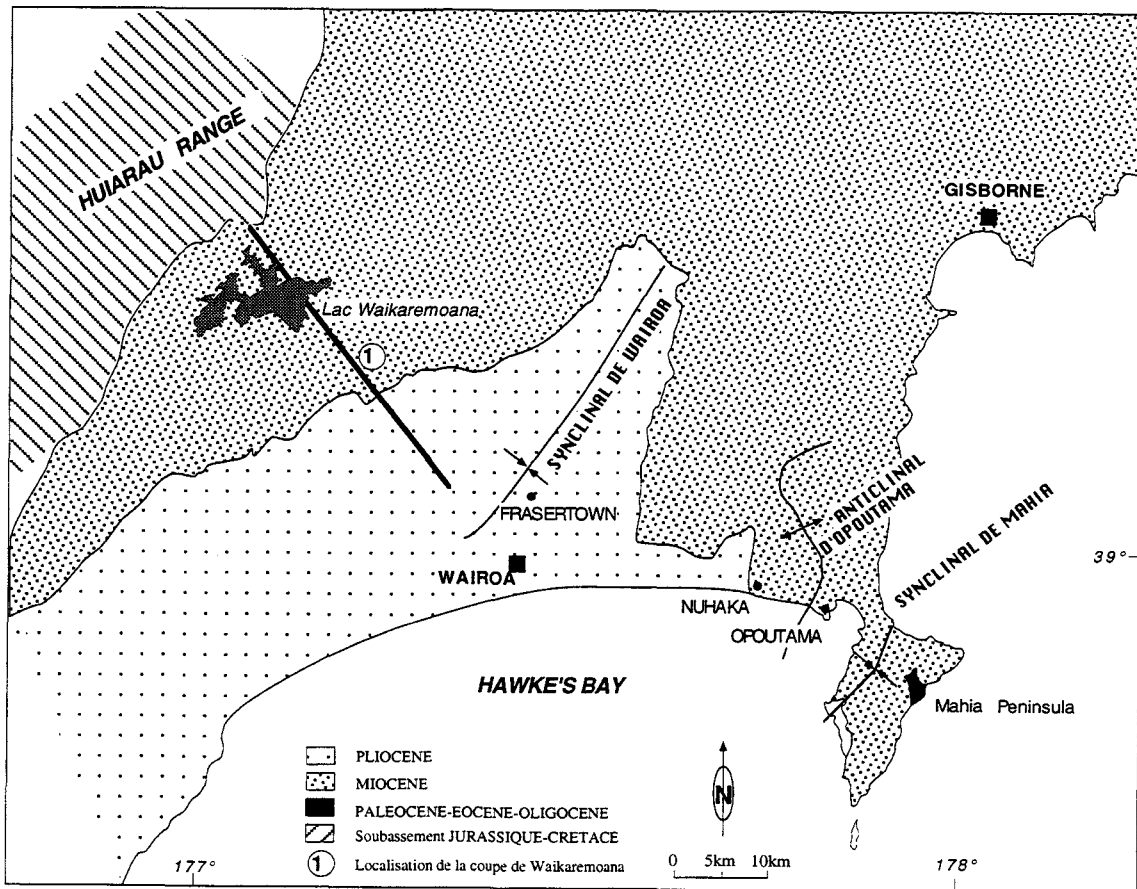 HUIARAU RANGE
GISBORNE
Lac Waikaremoana
1
SYNCLINAL DE WAIROA
FRASERTOWN
ANTICLINAL
D'OPOUTAMA
SYNCLINAL DE MAHIA
39°
WAIROA
NUHAKA
OPOUTAMA
HAWKE'S BAY
Mahia Peninsula
PLIOCENE
MIOCENE
PALEOCENE-EOCENE-OLIGOCENE
Soubassement JURASSIQUE-CRETACE
1 Localisation de la coupe de Waikaremoana
N
0 5km 10km
177°
178°